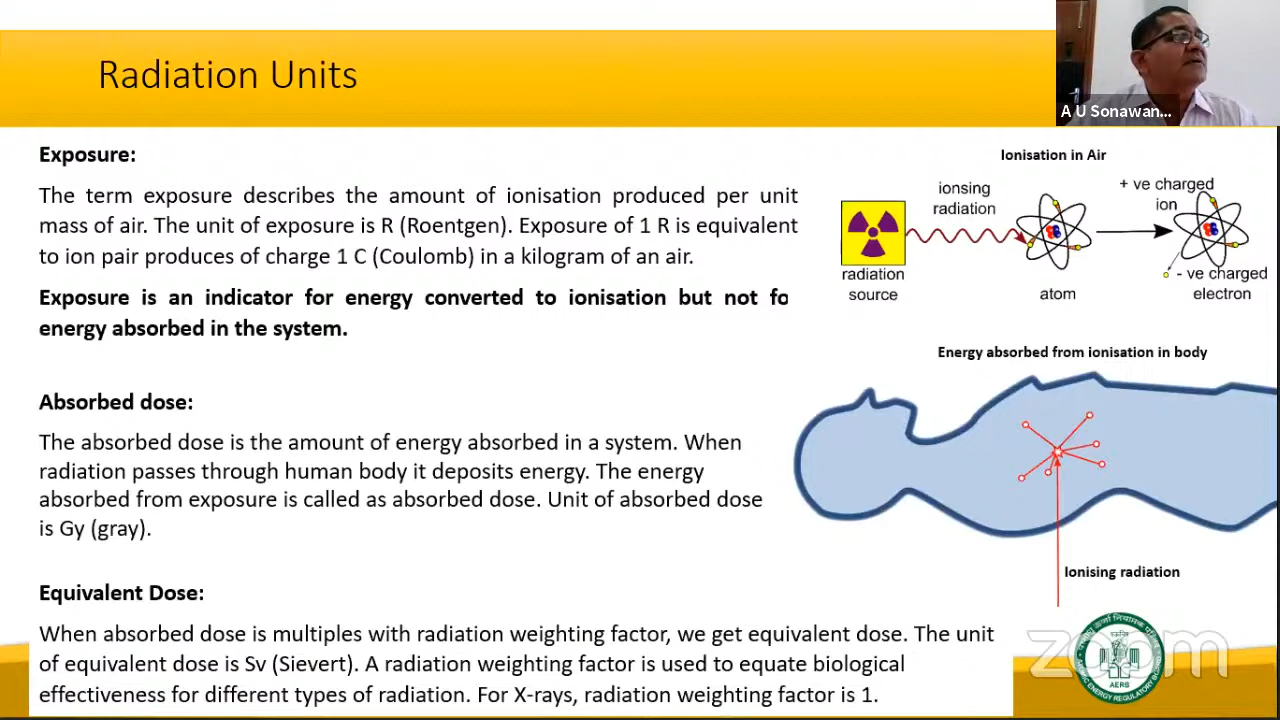 Radiation Units
A U Sonawan...
Exposure:
The term exposure describes the amount of ionisation produced per unit
mass of air. The unit of exposure is R (Roentgen). Exposure of 1 R is equivalent
to ion pair produces of charge 1 C (Coulomb) in a kilogram of an air.
Exposure is an indicator for energy converted to ionisation but not fo
energy absorbed in the system.
Absorbed dose:
The absorbed dose is the amount of energy absorbed in a system. When
radiation passes through human body it deposits energy. The energy
absorbed from exposure is called as absorbed dose. Unit of absorbed dose
is Gy (gray).
Equivalent Dose:
When absorbed dose is multiples with radiation weighting factor, we get equivalent dose. The unit
of equivalent dose is Sv (Sievert). A radiation weighting factor is used to equate biological
effectiveness for different types of radiation. For X-rays, radiation weighting factor is 1.
Ionisation in Air
ionsing
radiation
+ ve charged
ion
radiation
source
atom
- ve charged
electron
Energy absorbed from ionisation in body
Ionising radiation
zoom
AERB